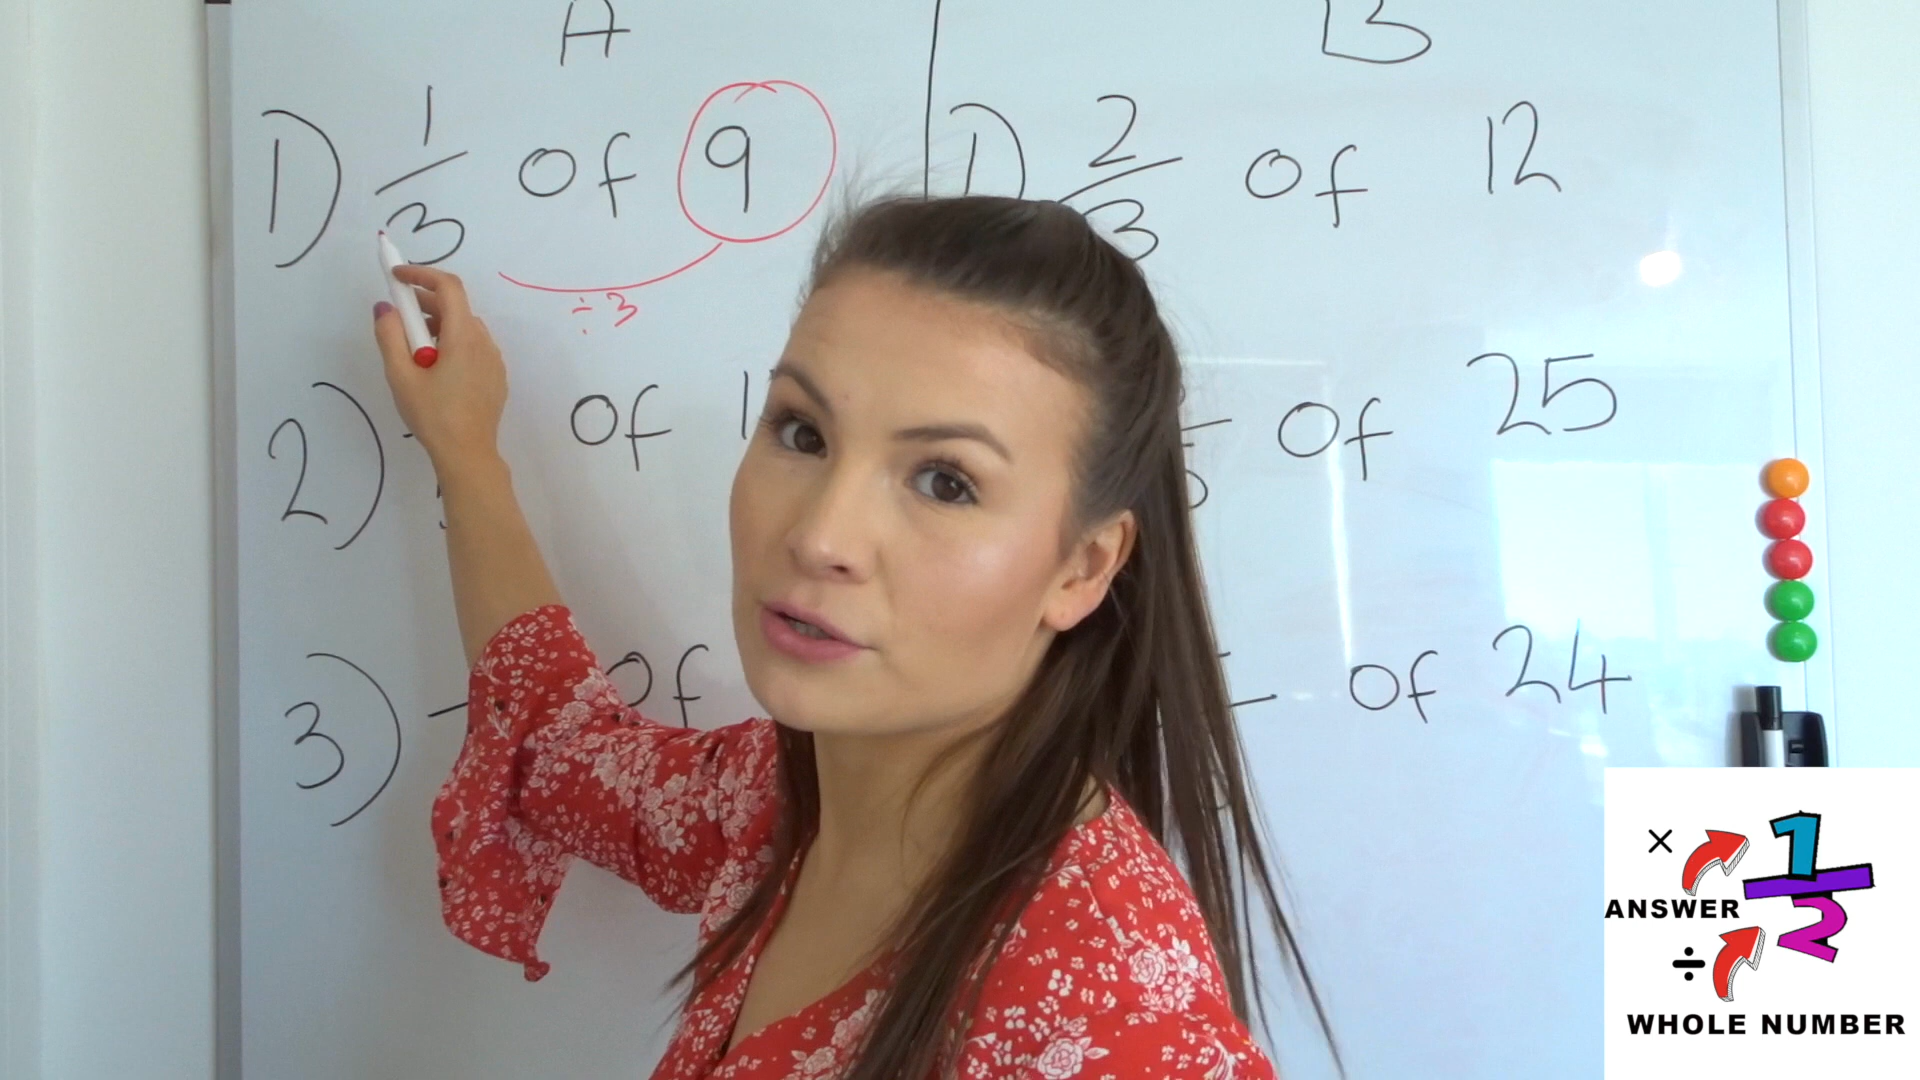 A
1) 1/3 of 9
÷3
2) of 1
3) of
B
1) 2/3 of 12
of 25
of 24
×
1/2
ANSWER
÷
WHOLE NUMBER